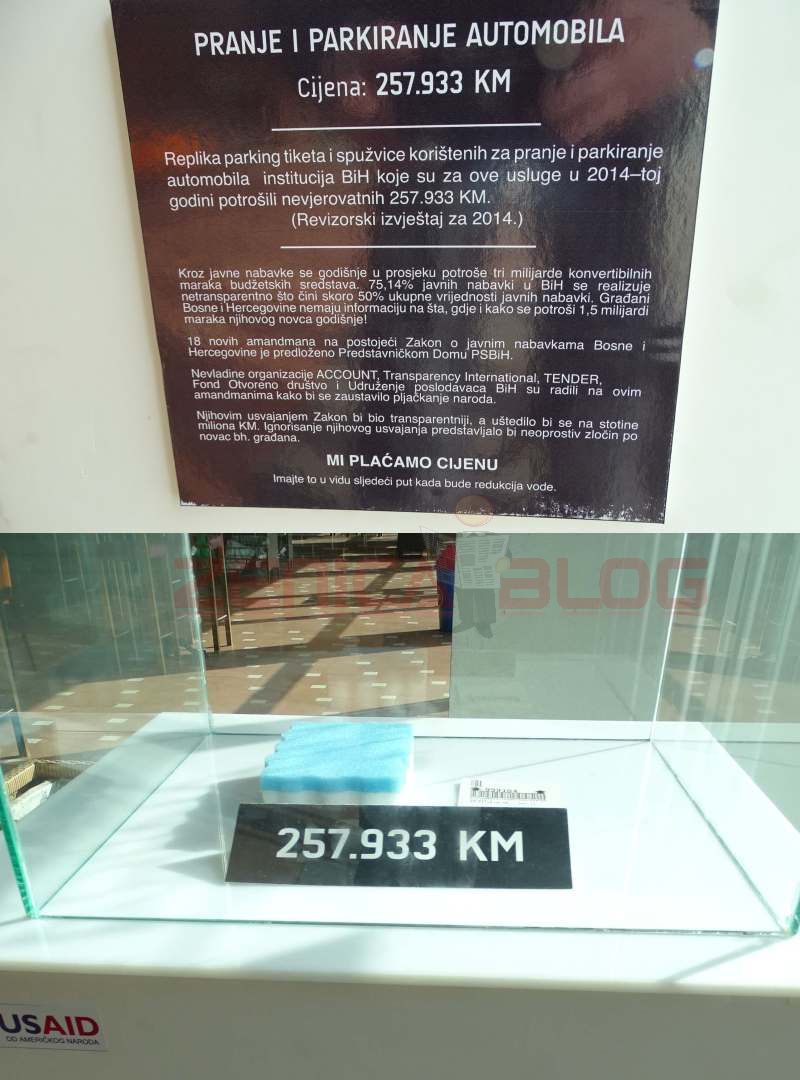 PRANJE I PARKIRANJE AUTOMOBILA
Cijena: 257.933 KM
Replika parking tiketa i spužvice korištenih za pranje i parkiranje
automobila institucija BiH koje su za ove usluge u 2014–toj
godini potrošili nevjerovatnih 257.933 KM.
(Revizorski izvještaj za 2014.)
Kroz javne nabavke se godišnje u prosjeku potroše tri milijarde konvertibilnih
maraka budžetskih sredstava. 75,14% javnih nabavki u BiH se realizuje
netransparentno što čini skoro 50% ukupne vrijednosti javnih nabavki. Građani
Bosne i Hercegovine nemaju informaciju na šta, gdje i kako se potroši 1,5 milijardi
maraka njihovog novca godišnje!
18 novih amandmana na postojeći Zakon o javnim nabavkama Bosne i
Hercegovine je predloženo Predstavničkom Domu PSBiH.
Nevladine organizacije ACCOUNT, Transparency International, TENDER,
Fond Otvoreno društvo i Udruženje poslodavaca BiH su radili na ovim
amandmanima kako bi se zaustavilo pljačkanje naroda.
Njihovim usvajanjem Zakon bi bio transparentniji, a uštedilo bi se na stotine
miliona KM. Ignorisanje njihovog usvajanja predstavljalo bi neoprostiv zločin po
novac bh. građana.
MI PLAĆAMO CIJENU
Imajte to u vidu sljedeći put kada bude redukcija vode.
ZENICA BLOG
257.933 KM
USAID
OD AMERIČKOG NARODA